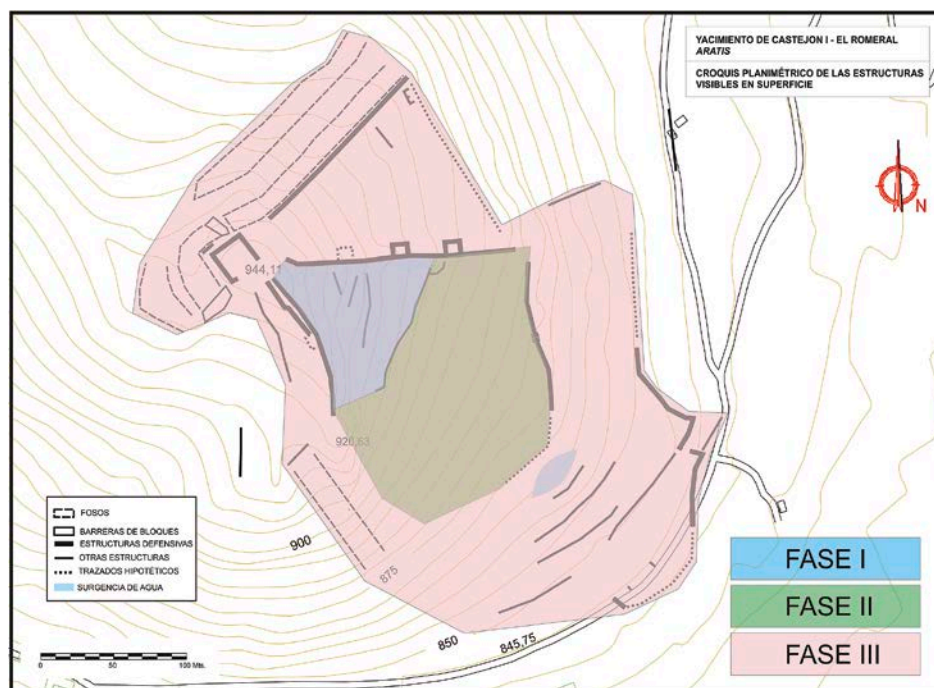 YACIMIENTO DE CASTEJON I - EL ROMERAL
ARATIS
CROQUIS PLANIMÉTRICO DE LAS ESTRUCTURAS
VISIBLES EN SUPERFICIE
N
944,11
926,63
900
875
850
845,75
FOSOS
BARRERAS DE BLOQUES
ESTRUCTURAS DEFENSIVAS
OTRAS ESTRUCTURAS
TRAZADOS HIPOTÉTICOS
SURGENCIA DE AGUA
0 50 100 Mts.
FASE I
FASE II
FASE III